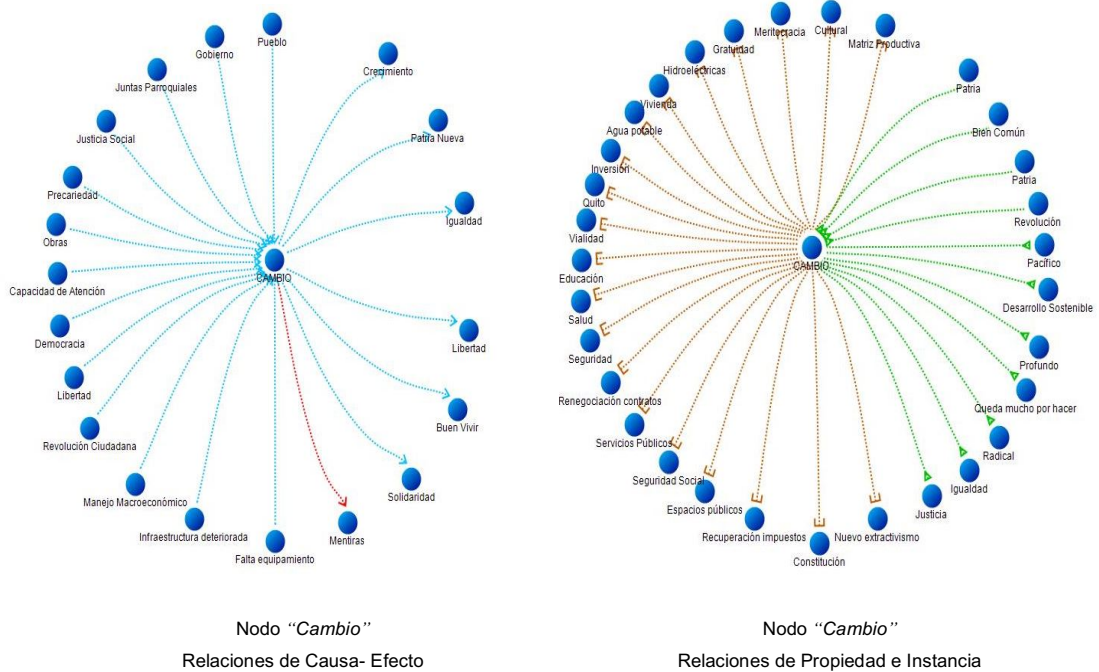 Pueblo
Gobierno
Crecimiento
Juntas Parroquiales
Patria Nueva
Justicia Social
Precariedad
Igualdad
Obras
Capacidad de Atención
CAMBIO
Democracia
Libertad
Libertad
Buen Vivir
Revolución Ciudadana
Solidaridad
Manejo Macroeconómico
Infraestructura deteriorada
Mentiras
Falta equipamiento
Nodo “Cambio”
Relaciones de Causa- Efecto
Meritocracia
Cultural
Matriz Productiva
Gratuidad
Hidroeléctricas
Patria
Vivienda
Bien Común
Agua potable
Inversión
Patria
Quito
Revolución
Vialidad
CAMBIO
Pacífico
Educación
Desarrollo Sostenible
Salud
Seguridad
Profundo
Renegociación contratos
Queda mucho por hacer
Servicios Públicos
Radical
Seguridad Social
Igualdad
Espacios públicos
Justicia
Recuperación impuestos
Nuevo extractivismo
Constitución
Nodo “Cambio”
Relaciones de Propiedad e Instancia